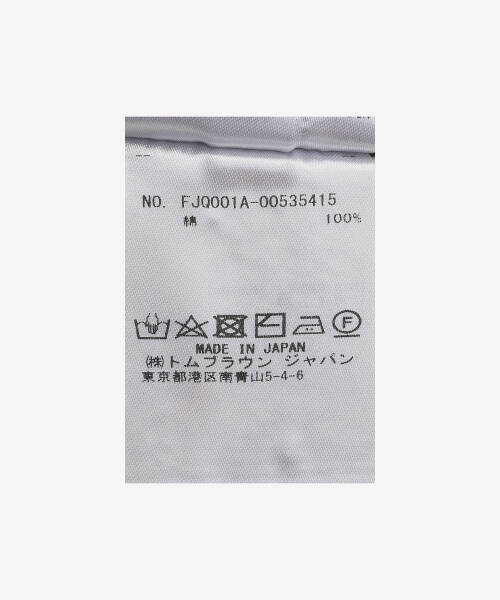 NO. FJQ001A-00535415
綿 100%
MADE IN JAPAN
㈱トムブラウン ジャパン
東京都港区南青山5-4-6